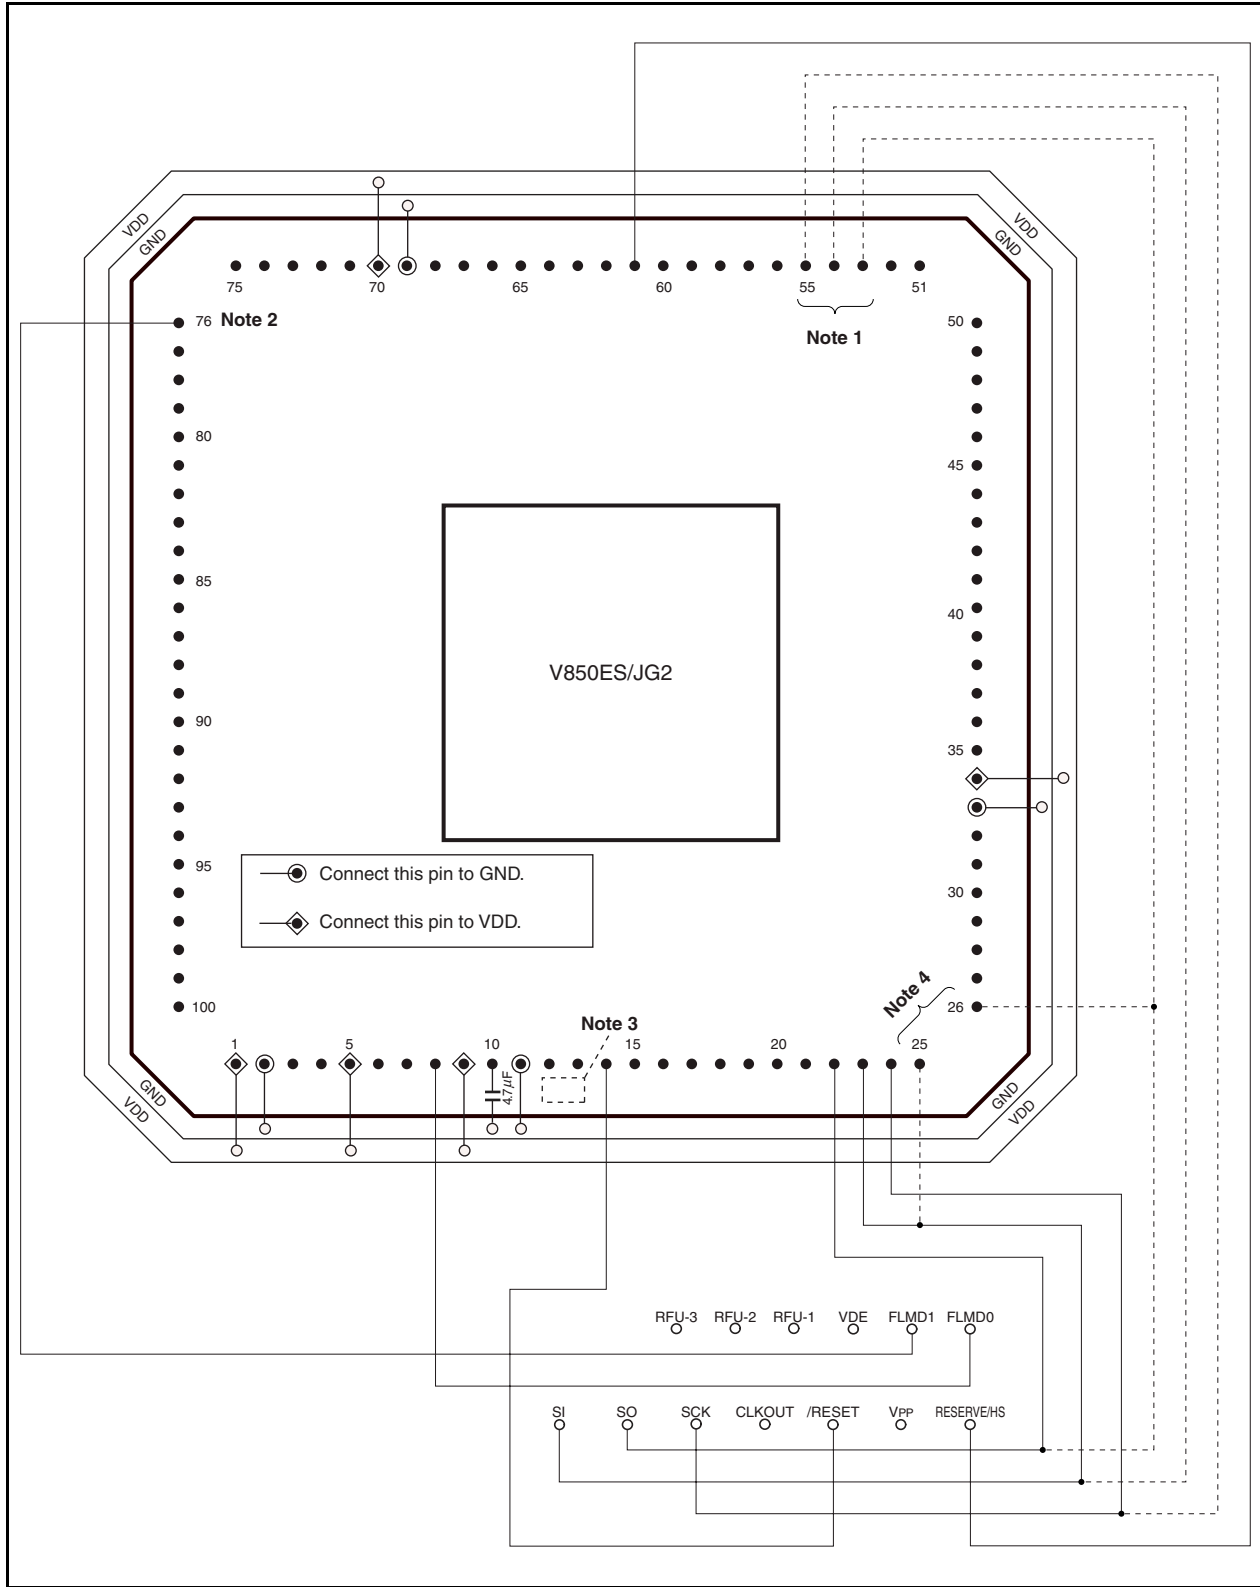 VDD
GND
VDD
GND
75
70
65
60
55
51
76
Note 2
Note 1
50
80
45
85
40
V850ES/JG2
90
35
95
Connect this pin to GND.
30
Connect this pin to VDD.
Note 4
100
26
Note 3
1
5
10
15
20
25
4.7 μF
GND
VDD
GND
VDD
RFU-3 RFU-2 RFU-1 VDE FLMD1 FLMD0
SI SO SCK CLKOUT /RESET VPP RESERVE/HS